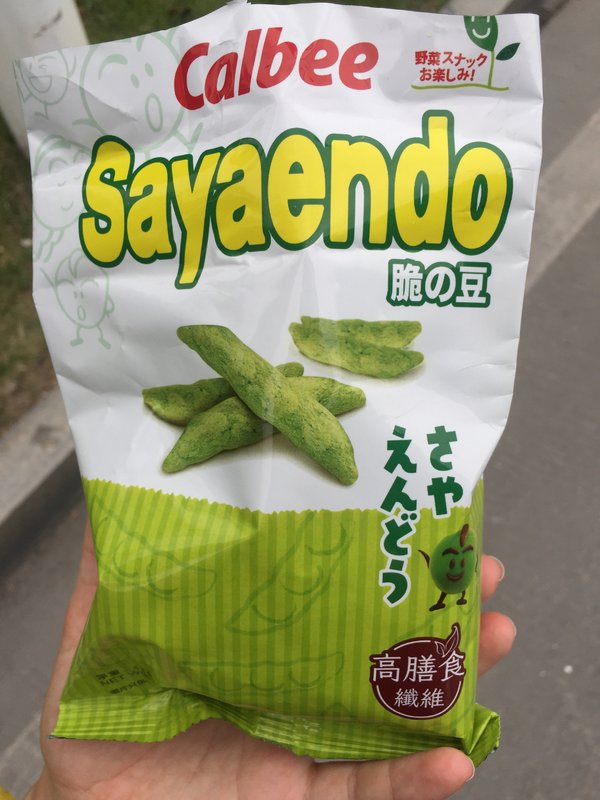 Calbee
野菜スナック
お楽しみ!
Sayaendo
脆の豆
さや
えんどう
高膳食
纖維